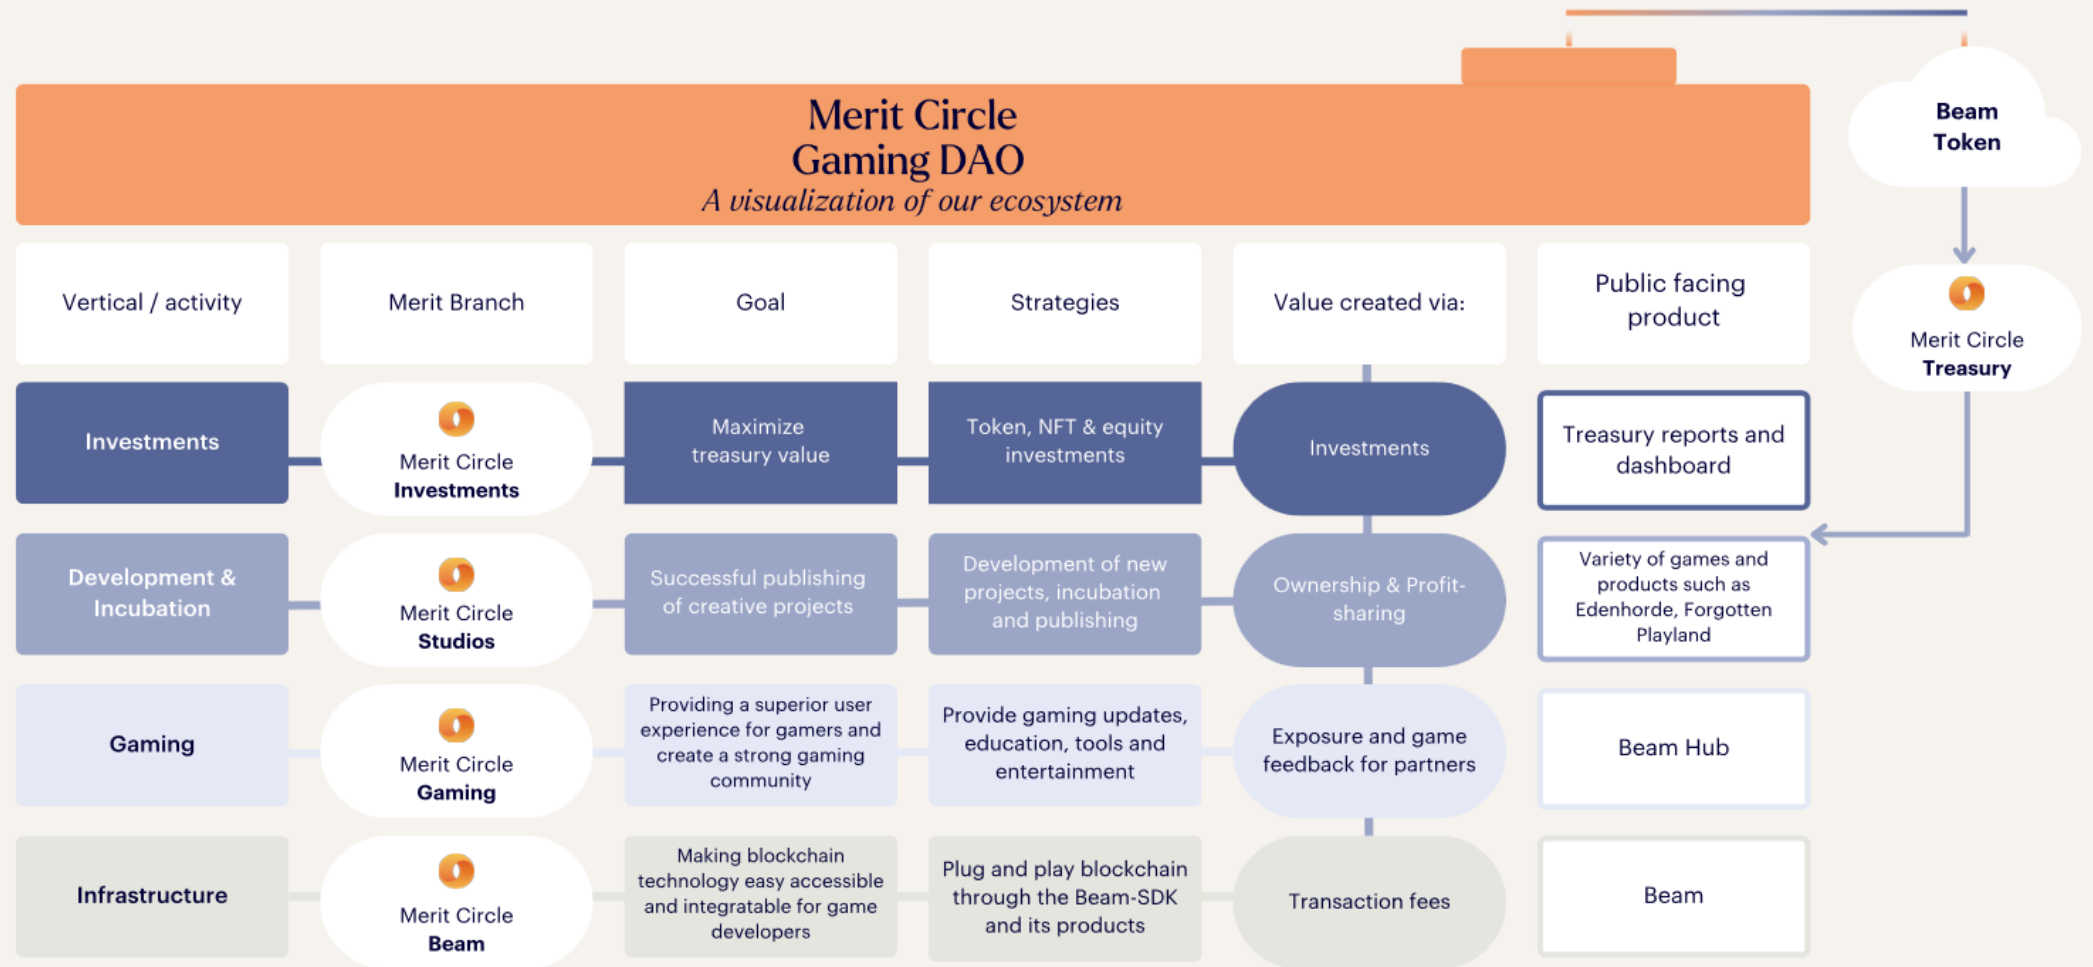 Merit Circle
Gaming DAO
A visualization of our ecosystem
Beam
Token
Merit Circle
Treasury
Vertical / activity
Merit Branch
Goal
Strategies
Value created via:
Public facing
product
Investments
Merit Circle
Investments
Maximize
treasury value
Token, NFT & equity
investments
Investments
Treasury reports and
dashboard
Development &
Incubation
Merit Circle
Studios
Successful publishing
of creative projects
Development of new
projects, incubation
and publishing
Ownership & Profit-
sharing
Variety of games and
products such as
Edenhorde, Forgotten
Playland
Gaming
Merit Circle
Gaming
Providing a superior user
experience for gamers and
create a strong gaming
community
Provide gaming updates,
education, tools and
entertainment
Exposure and game
feedback for partners
Beam Hub
Infrastructure
Merit Circle
Beam
Making blockchain
technology easy accessible
and integratable for game
developers
Plug and play blockchain
through the Beam-SDK
and its products
Transaction fees
Beam